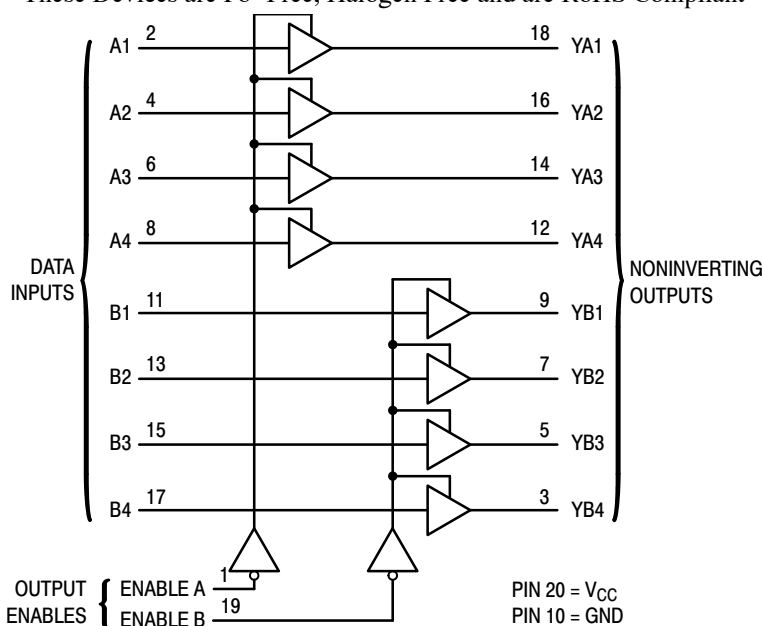 These Devices are Pb−Free, Halogen Free and are RoHS Compliant
A1 2 18 YA1
A2 4 16 YA2
A3 6 14 YA3
A4 8 12 YA4
DATA INPUTS
NONINVERTING OUTPUTS
B1 11 9 YB1
B2 13 7 YB2
B3 15 5 YB3
B4 17 3 YB4
OUTPUT ENABLES
ENABLE A 1
ENABLE B 19
PIN 20 = VCC
PIN 10 = GND